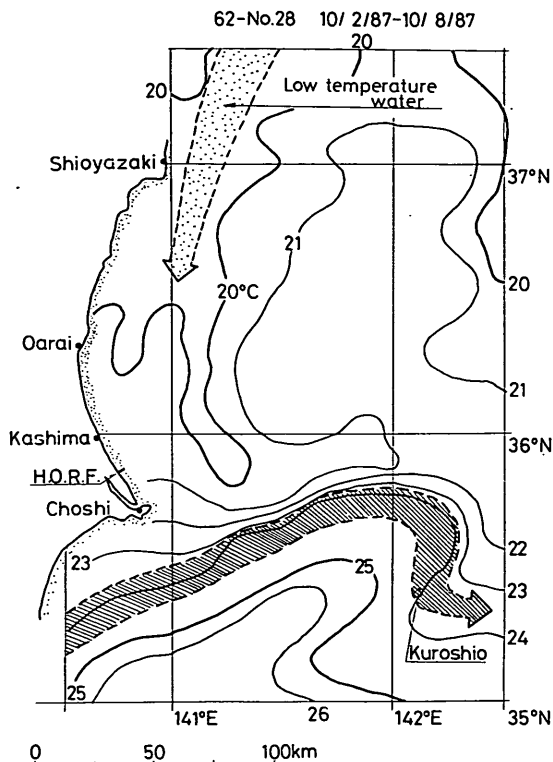 62-No.28 10/ 2/87-10/ 8/87
20
20
Low temperature
water
Shioyazaki
37°N
21
20°C
20
Oarai
21
Kashima
36°N
H.O.R.F.
Choshi
22
23
25
23
24
Kuroshio
25
141°E
26
142°E
35°N
0 50 100km